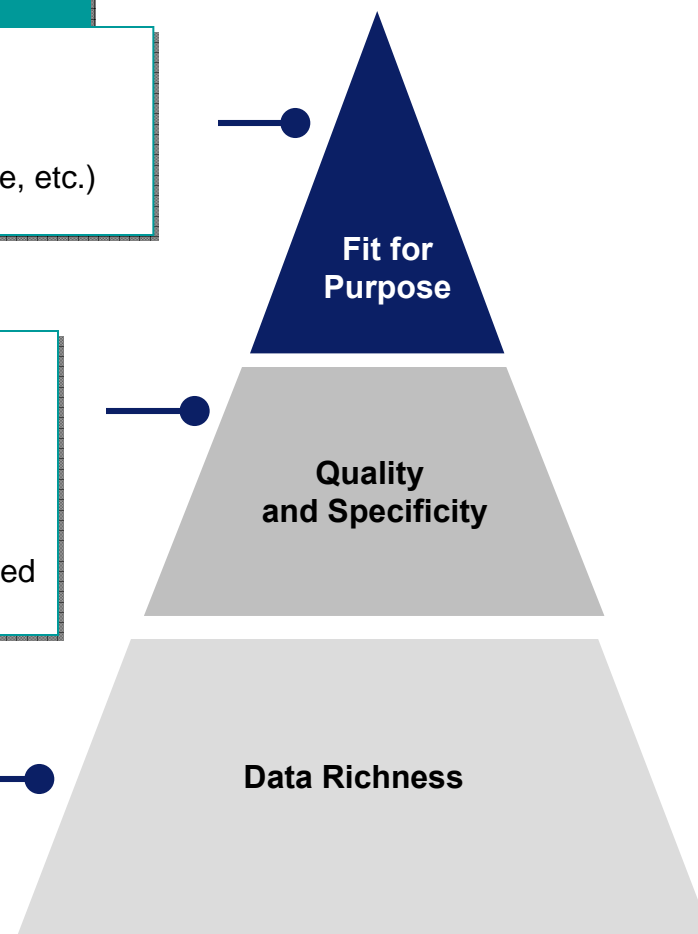 e, etc.)
Fit for
Purpose
Quality
and Specificity
ed
Data Richness